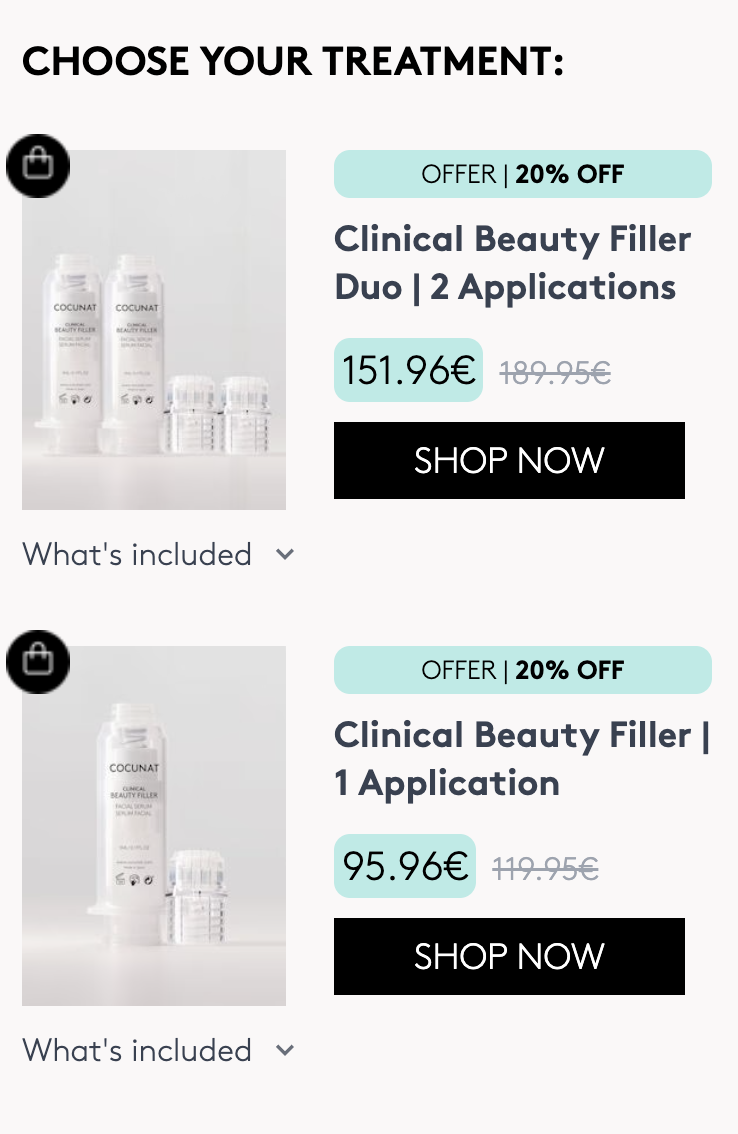 CHOOSE YOUR TREATMENT:
OFFER | 20% OFF
Clinical Beauty Filler
Duo | 2 Applications
151.96€ 189.95€
SHOP NOW
COCUNAT COCUNAT
CLINICAL CLINICAL
BEAUTY FILLER BEAUTY FILLER
FACIAL SERUM FACIAL SERUM
SERUM FACIAL SERUM FACIAL
What's included
OFFER | 20% OFF
Clinical Beauty Filler |
1 Application
95.96€ 119.95€
SHOP NOW
COCUNAT
CLINICAL
BEAUTY FILLER
FACIAL SERUM
SERUM FACIAL
What's included